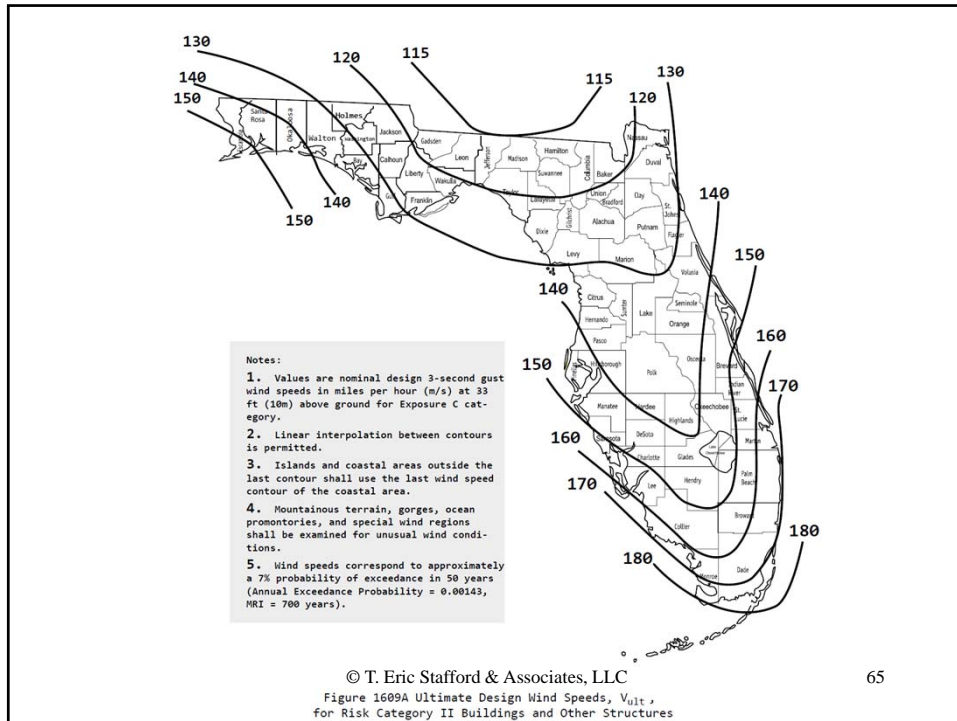 130
120
115
115
130
120
140
150
150
140
Santa Rosa
Okaloosa
Walton
Holmes
Washington
Bay
Jackson
Calhoun
Gulf
Liberty
Gadsden
Leon
Wakulla
Franklin
Jefferson
Madison
Taylor
Hamilton
Suwannee
Lafayette
Dixie
Columbia
Gilchrist
Baker
Union
Bradford
Alachua
Levy
Nassau
Duval
Clay
St. Johns
Putnam
Flagler
Marion
Volusia
140
150
140
150
160
170
160
170
180
180
Citrus
Hernando
Pasco
Sumter
Lake
Seminole
Orange
Hillsborough
Polk
Osceola
Brevard
Indian River
Manatee
Hardee
Highlands
Okeechobee
St. Lucie
Sarasota
DeSoto
Martin
Charlotte
Glades
Lee
Hendry
Palm Beach
Broward
Collier
Monroe
Dade
Notes:
1. Values are nominal design 3-second gust
wind speeds in miles per hour (m/s) at 33
ft (10m) above ground for Exposure C cat-
egory.
2. Linear interpolation between contours
is permitted.
3. Islands and coastal areas outside the
last contour shall use the last wind speed
contour of the coastal area.
4. Mountainous terrain, gorges, ocean
promontories, and special wind regions
shall be examined for unusual wind condi-
tions.
5. Wind speeds correspond to approximately
a 7% probability of exceedance in 50 years
(Annual Exceedance Probability = 0.00143,
MRI = 700 years).
© T. Eric Stafford & Associates, LLC
65
Figure 1609A Ultimate Design Wind Speeds, Vult,
for Risk Category II Buildings and Other Structures